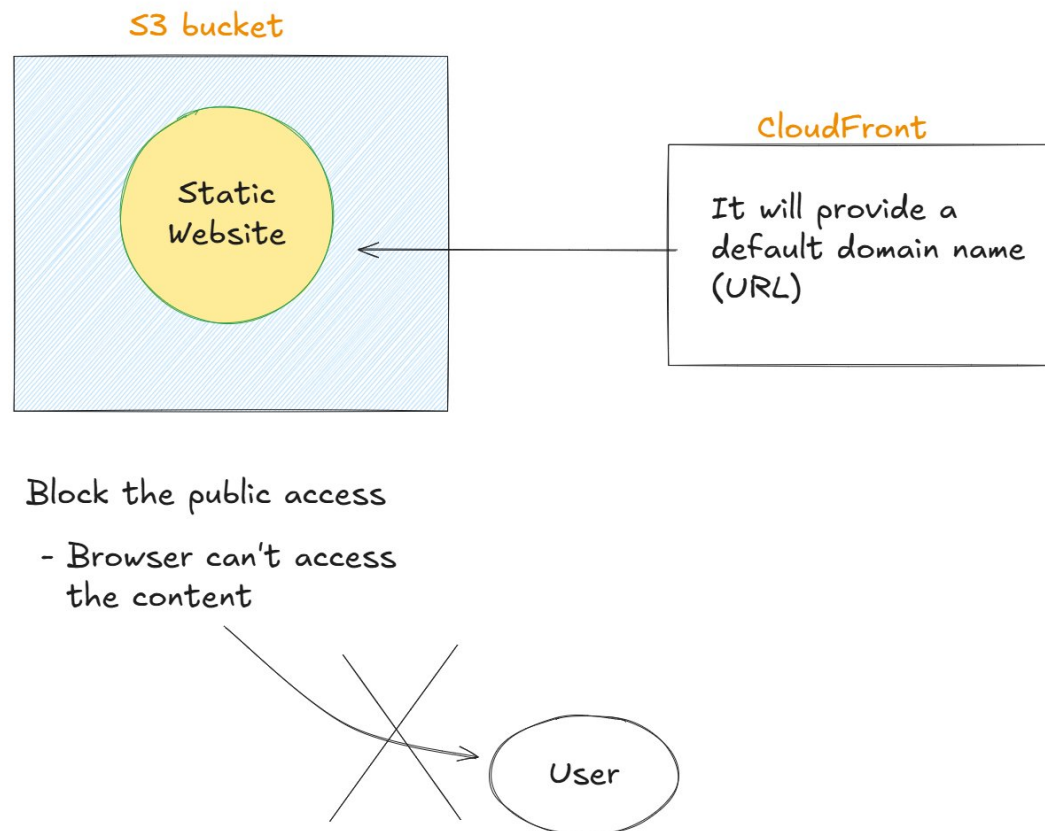 S3 bucket
Static
Website
CloudFront
It will provide a
default domain name
(URL)
Block the public access
- Browser can't access
the content
User